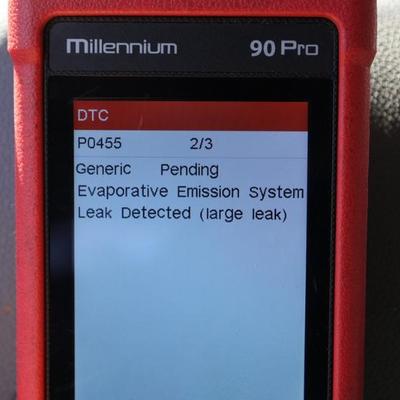 Millennium 90 Pro
DTC
P0455 2/3
Generic Pending
Evaporative Emission System
Leak Detected (large leak)